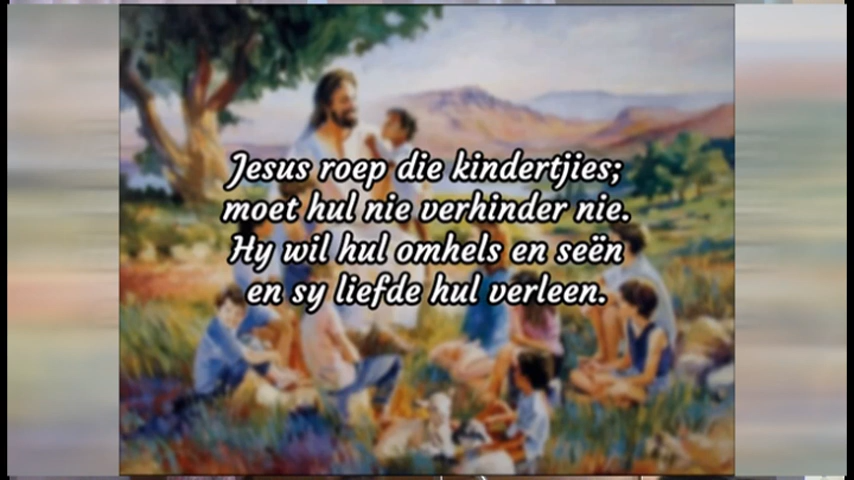 Jesus roep die kindertjies;
moet hul nie verhinder nie.
Hy wil hul omhels en seën
en sy liefde hul verleen.